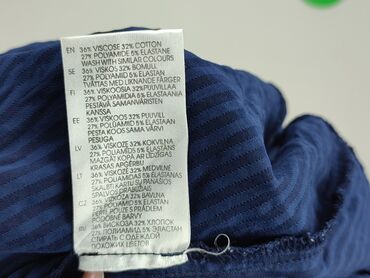 EN 36% VISCOSE 32% COTTON
27% POLYAMIDE 5% ELASTANE
WASH WITH SIMILAR COLOURS
SE 36% VISKOS 32% BOMULL
27% POLYAMID 5% ELASTAN
TVÄTTAS MED LIKNANDE FÄRGER
FI 36% VISKOOSIA 32% PUUVILLAA
27% POLYAMIDIA 5% ELASTAANIA
PESTÄVÄ SAMANVÄRISTEN
KANSSA
EE 36% VISKOOS 32% PUUVILL
27% POLÜAMIID 5% ELASTAAN
PESTA KOOS SAMA VÄRVI
PESUGA
LV 36% VISKOZE 32% KOKVILNA
27% POLIAMĪDS 5% ELASTĀNS
MAZGĀT KOPĀ AR LĪDZĪGAS
KRĀSAS APĢĒRBU
LT 36% VISKOZĖ 32% MEDVILNĖ
27% POLIAMIDAS 5% ELASTANAS
SKALBTI SU PANAŠIOS SPALVOS
SPALVOS DRABUŽIAIS
CZ 36% VISKÓZA 32% BAVLNA
27% POLYAMID 5% ELASTAN
PERTE POUZE S PRÁDLEM
PODOBNÉ BARVY
RU 36% ВИСКОЗА 32% ХЛОПОК
27% ПОЛИАМИД 5% ЭЛАСТАН
СТИРАТЬ С ОДЕЖДОЙ
ПОХОЖИХ ЦВЕТОВ